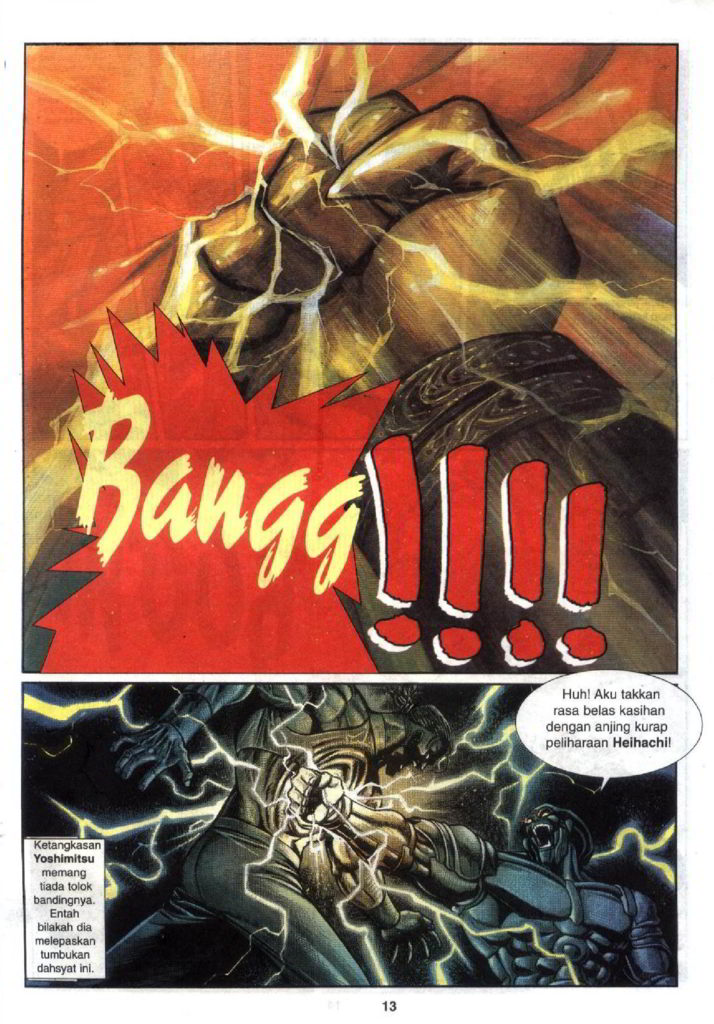 Bangg!!!!
Huh! Aku takkan
rasa belas kasihan
dengan anjing kurap
peliharaan Heihachi!
Ketangkasan
Yoshimitsu
memang
tiada tolok
bandingnya.
Entah
bilakah dia
melepaskan
tumbukan
dahsyat ini.
13